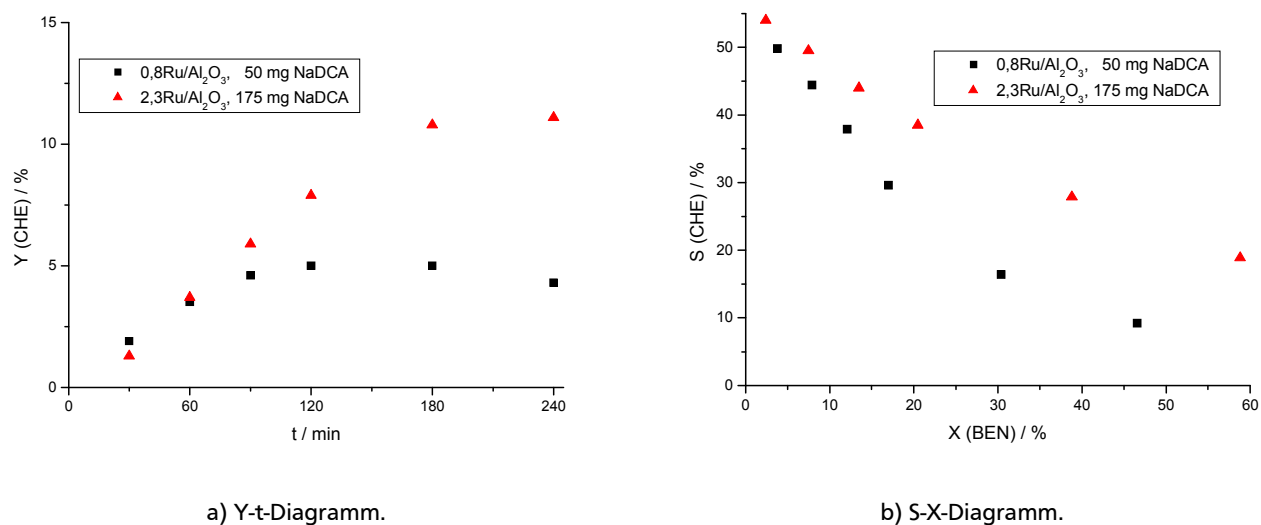 15
10
5
0
Y (CHE) / %
0,8Ru/Al₂O₃, 50 mg NaDCA
2,3Ru/Al₂O₃, 175 mg NaDCA
0 60 120 180 240
t / min
a) Y-t-Diagramm.
50
40
30
20
10
0
S (CHE) / %
0,8Ru/Al₂O₃, 50 mg NaDCA
2,3Ru/Al₂O₃, 175 mg NaDCA
0 10 20 30 40 50 60
X (BEN) / %
b) S-X-Diagramm.